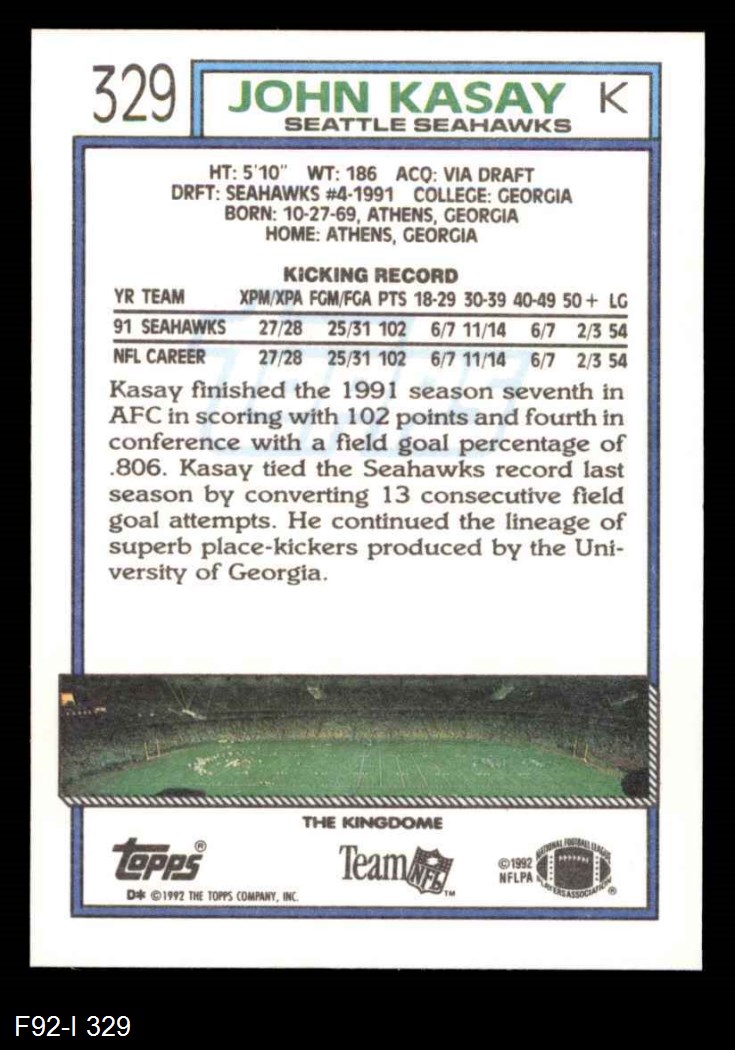 329
JOHN KASAY K
SEATTLE SEAHAWKS
HT: 5'10" WT: 186 ACQ: VIA DRAFT
DRFT: SEAHAWKS #4-1991 COLLEGE: GEORGIA
BORN: 10-27-69, ATHENS, GEORGIA
HOME: ATHENS, GEORGIA
KICKING RECORD
YR TEAM XPM/XPA FGM/FGA PTS 18-29 30-39 40-49 50+ LG
91 SEAHAWKS 27/28 25/31 102 6/7 11/14 6/7 2/3 54
NFL CAREER 27/28 25/31 102 6/7 11/14 6/7 2/3 54
Kasay finished the 1991 season seventh in
AFC in scoring with 102 points and fourth in
conference with a field goal percentage of
.806. Kasay tied the Seahawks record last
season by converting 13 consecutive field
goal attempts. He continued the lineage of
superb place-kickers produced by the Uni-
versity of Georgia.
THE KINGDOME
Topps®
D* ©1992 THE TOPPS COMPANY, INC.
Team NFL™
©1992
NFLPA
NATIONAL FOOTBALL LEAGUE
PLAYERS ASSOCIATION®
F92-I 329